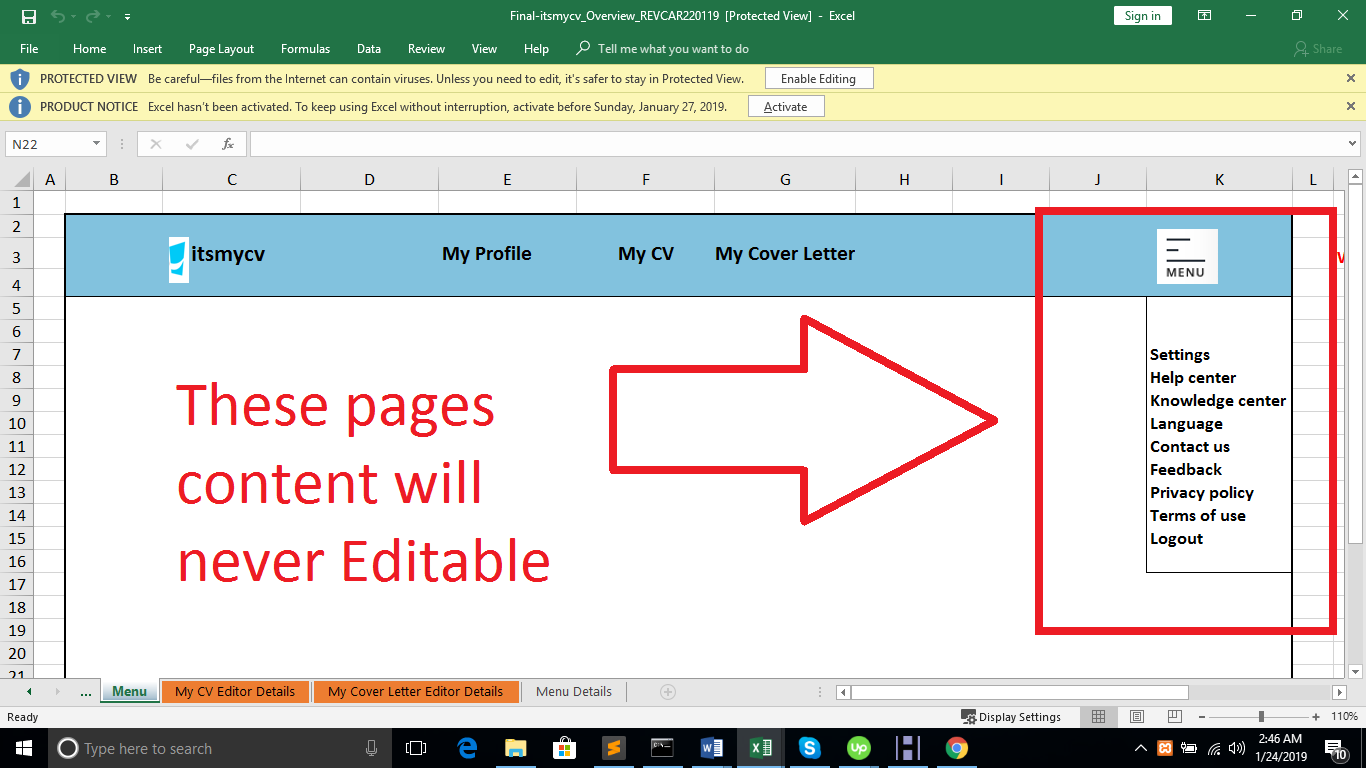 Final-itsmycv_Overview_REVCAR220119 [Protected View] - Excel
Sign in
File Home Insert Page Layout Formulas Data Review View Help Tell me what you want to do Share
PROTECTED VIEW Be careful—files from the Internet can contain viruses. Unless you need to edit, it's safer to stay in Protected View. Enable Editing
PRODUCT NOTICE Excel hasn't been activated. To keep using Excel without interruption, activate before Sunday, January 27, 2019. Activate
N22 fx
A B C D E F G H I J K L
1
2
3
4
5
6
7
8
9
10
11
12
13
14
15
16
17
18
19
20
21
itsmycv My Profile My CV My Cover Letter
MENU
Settings
Help center
Knowledge center
Language
Contact us
Feedback
Privacy policy
Terms of use
Logout
These pages
content will
never Editable
... Menu My CV Editor Details My Cover Letter Editor Details Menu Details
Ready Display Settings 110%
Type here to search
W X S up H
2:46 AM
1/24/2019
10